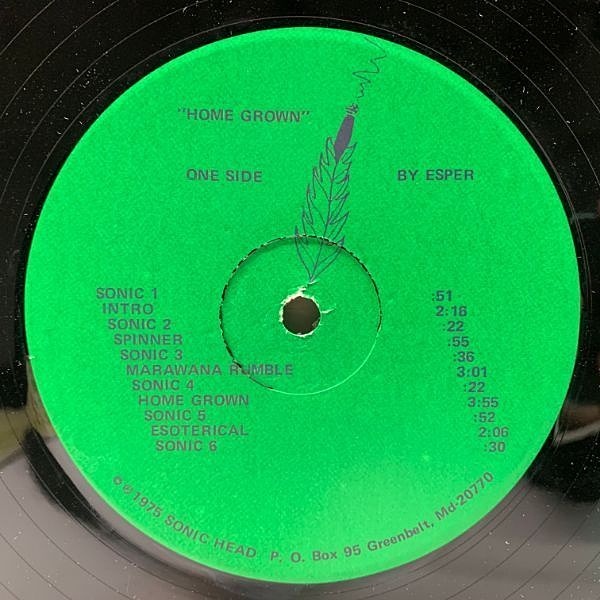 "HOME GROWN"
ONE SIDE BY ESPER
SONIC 1 :51
INTRO 2:18
SONIC 2 :22
SPINNER :55
SONIC 3 :36
MARAWANA RUMBLE 3:01
SONIC 4 :22
HOME GROWN 3:55
SONIC 5 :52
ESOTERICAL 2:06
SONIC 6 :30
©℗1975 SONIC HEAD P. O. Box 95 Greenbelt, Md-20770